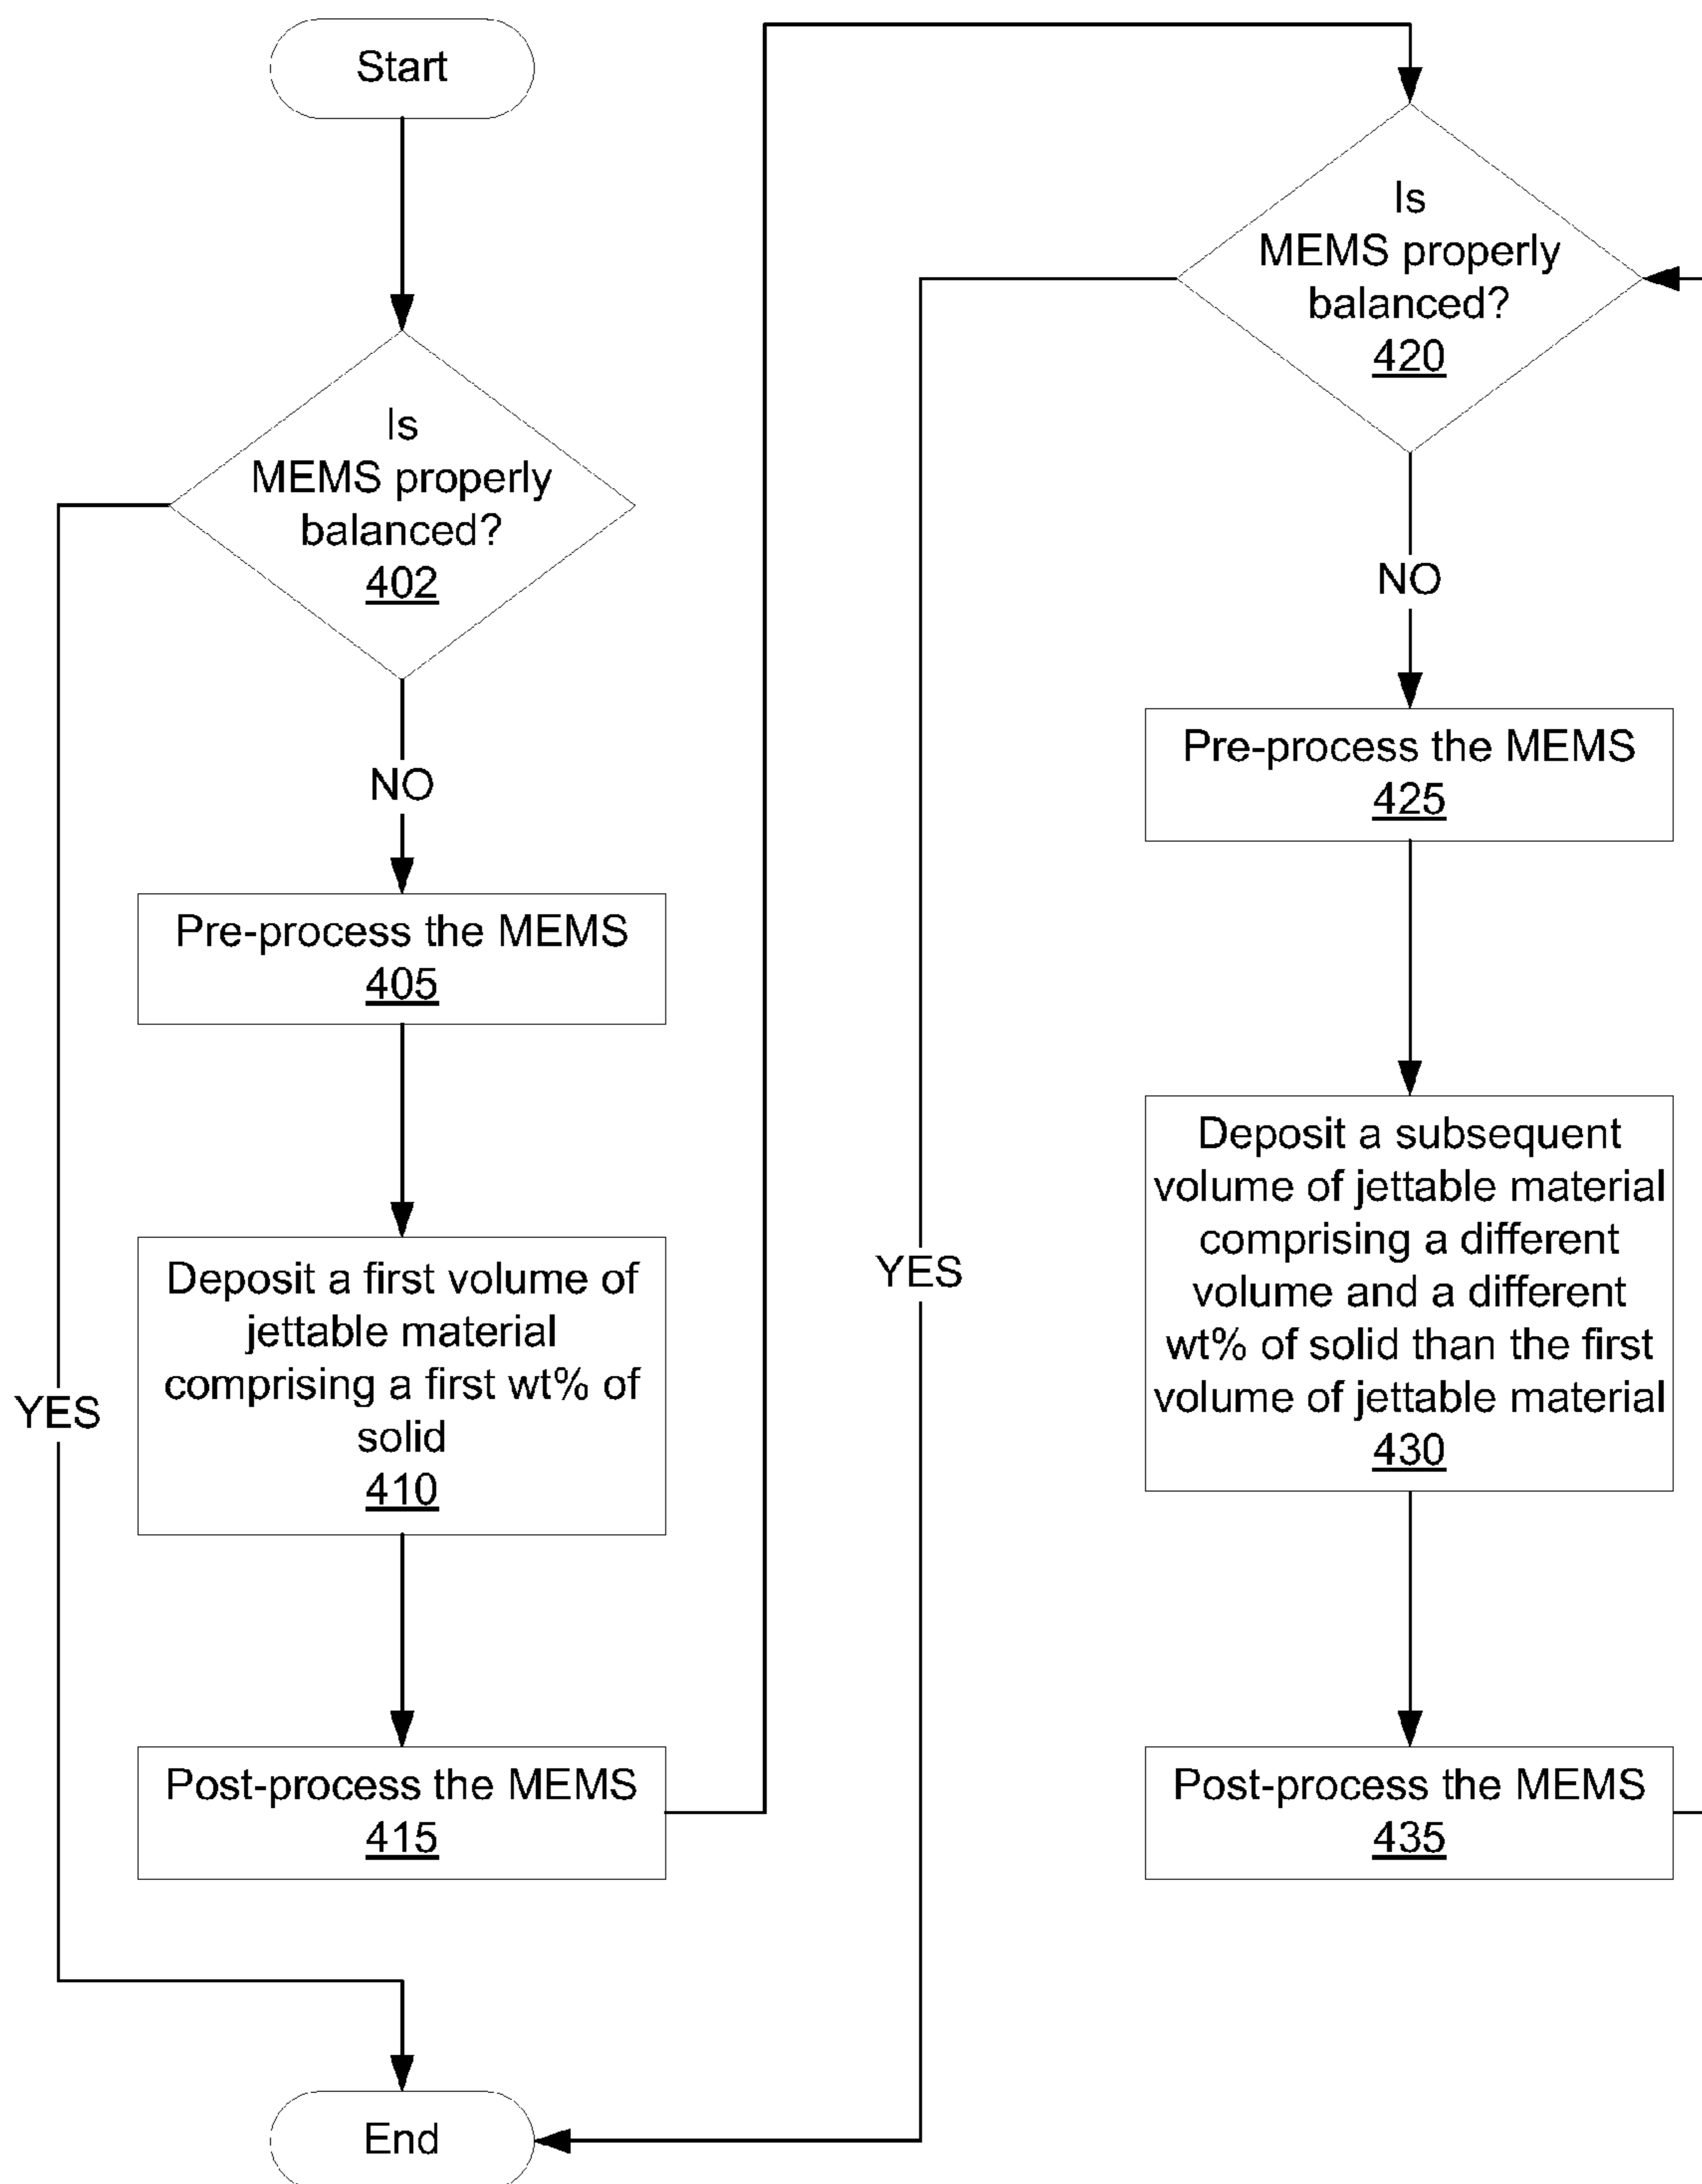 Start
Is
MEMS properly
balanced?
402
NO
Pre-process the MEMS
405
Deposit a first volume of
jettable material
comprising a first wt% of
solid
410
YES
Post-process the MEMS
415
End
Is
MEMS properly
balanced?
420
NO
YES
Pre-process the MEMS
425
Deposit a subsequent
volume of jettable material
comprising a different
volume and a different
wt% of solid than the first
volume of jettable material
430
Post-process the MEMS
435